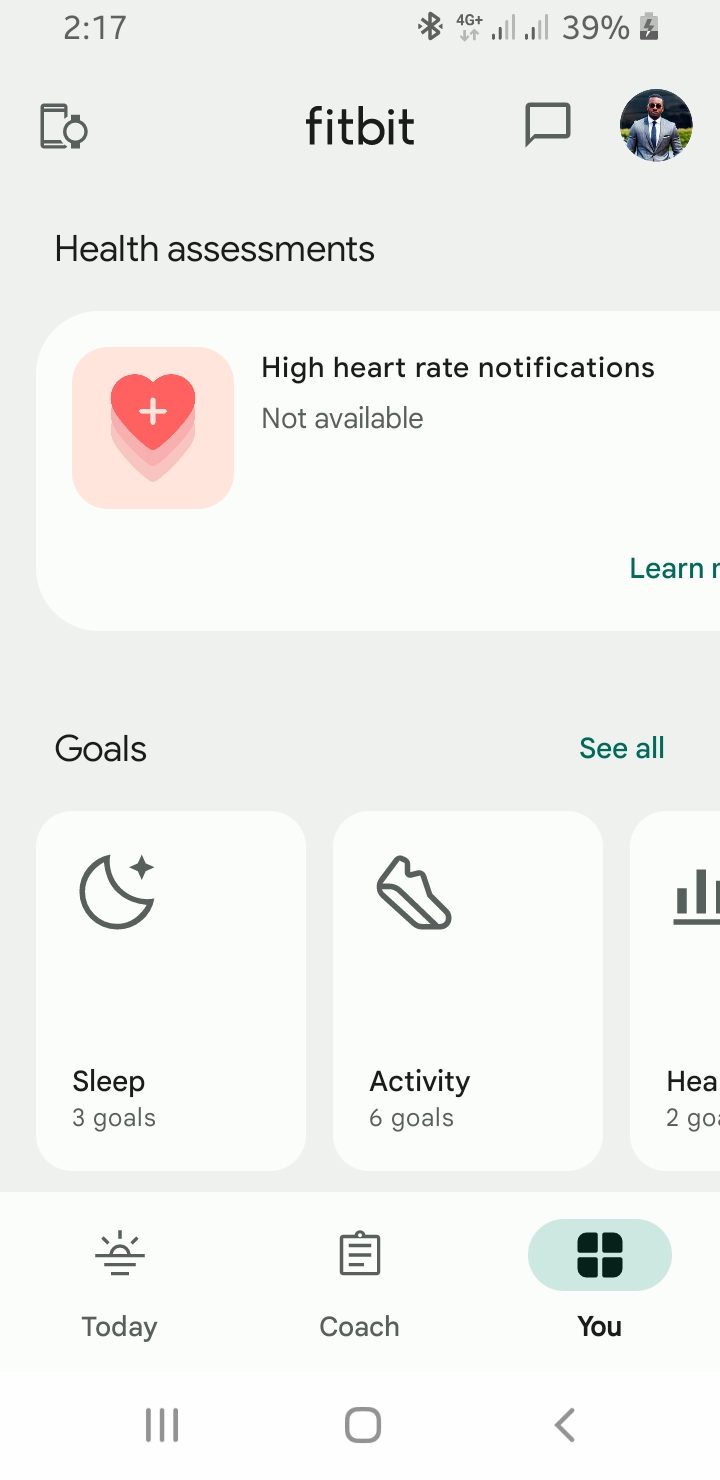 2:17
4G+
39%
fitbit
Health assessments
High heart rate notifications
Not available
Learn
Goals
See all
Sleep
3 goals
Activity
6 goals
Hea
2 goa
Today
Coach
You